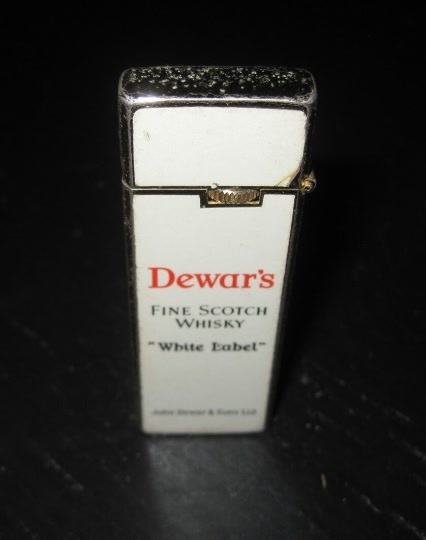 Dewar's
FINE SCOTCH
WHISKY
"White Label"
John Dewar & Sons Ltd